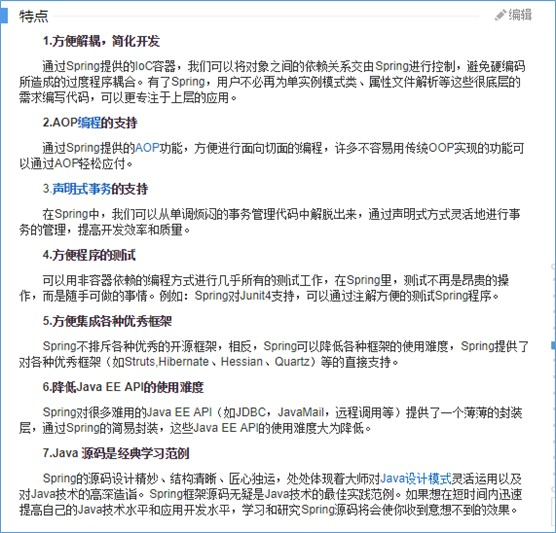 特点
编辑
1.方便解耦，简化开发
通过Spring提供的IoC容器，我们可以将对象之间的依赖关系交由Spring进行控制，避免硬编码
所造成的过度程序耦合。有了Spring，用户不必再为单实例模式类、属性文件解析等这些很底层的
需求编写代码，可以更专注于上层的应用。
2.AOP编程的支持
通过Spring提供的AOP功能，方便进行面向切面的编程，许多不容易用传统OOP实现的功能可
以通过AOP轻松应付。
3.声明式事务的支持
在Spring中，我们可以从单调烦闷的事务管理代码中解脱出来，通过声明式方式灵活地进行事
务的管理，提高开发效率和质量。
4.方便程序的测试
可以用非容器依赖的编程方式进行几乎所有的测试工作，在Spring里，测试不再是昂贵的操
作，而是随手可做的事情。例如：Spring对Junit4支持，可以通过注解方便的测试Spring程序。
5.方便集成各种优秀框架
Spring不排斥各种优秀的开源框架，相反，Spring可以降低各种框架的使用难度，Spring提供了
对各种优秀框架（如Struts,Hibernate、Hessian、Quartz）等的直接支持。
6.降低Java EE API的使用难度
Spring对很多难用的Java EE API（如JDBC，JavaMail，远程调用等）提供了一个薄薄的封装
层，通过Spring的简易封装，这些Java EE API的使用难度大为降低。
7.Java 源码是经典学习范例
Spring的源码设计精妙、结构清晰、匠心独运，处处体现着大师对Java设计模式灵活运用以及
对Java技术的高深造诣。Spring框架源码无疑是Java技术的最佳实践范例。如果想在短时间内迅速
提高自己的Java技术水平和应用开发水平，学习和研究Spring源码将会使你收到意想不到的效果。